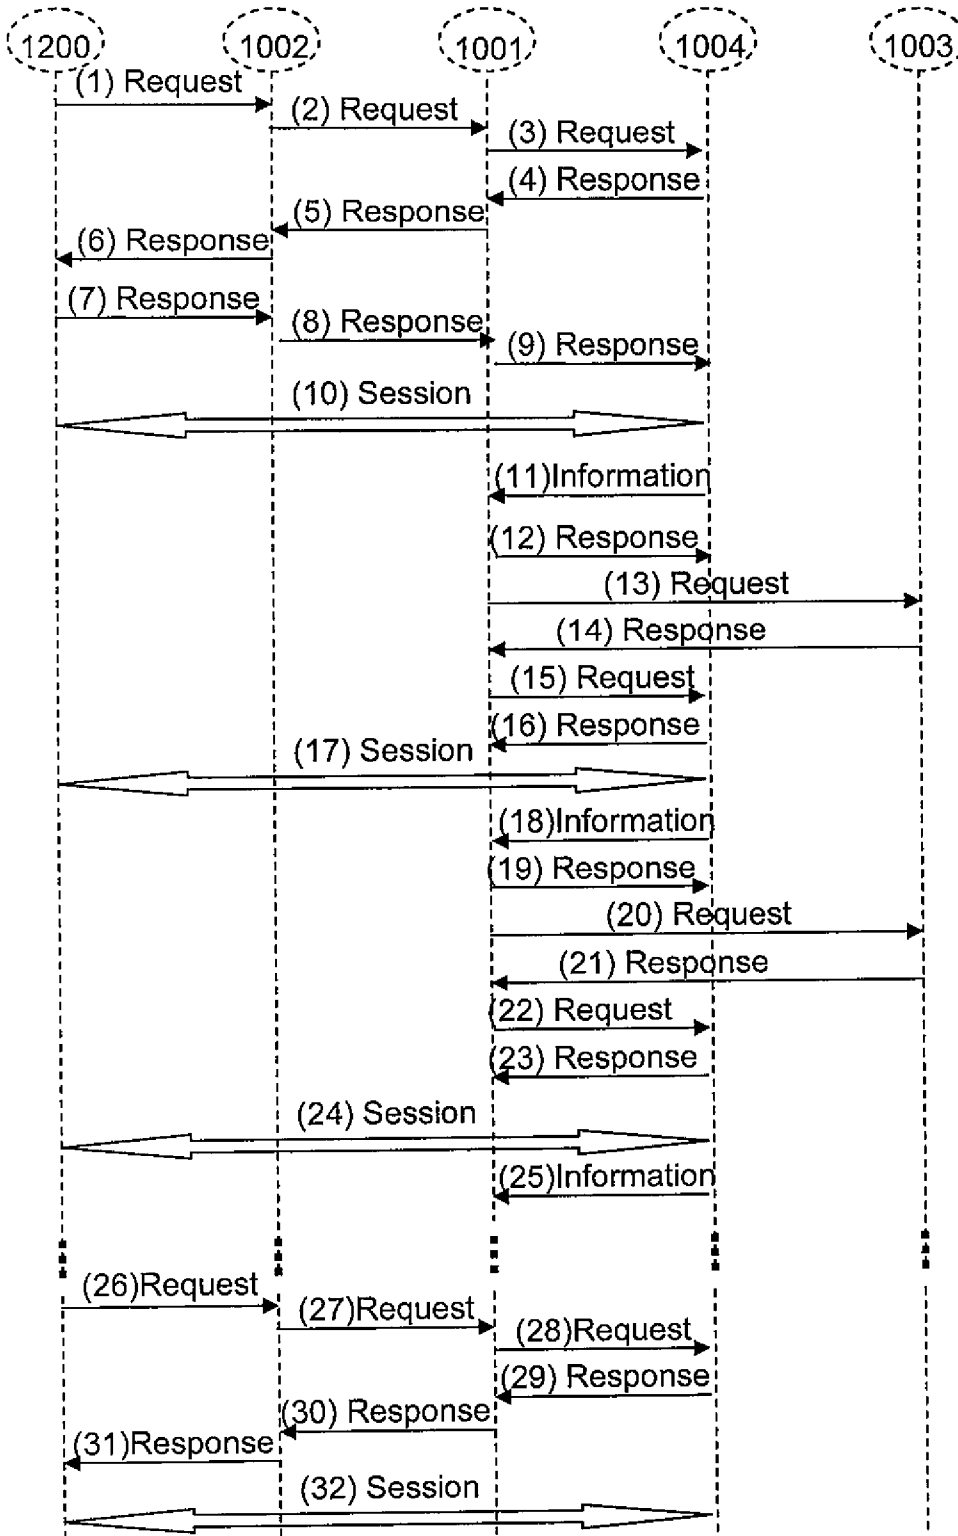 1200 1002 1001 1004 1003
(1) Request
(2) Request
(3) Request
(4) Response
(5) Response
(6) Response
(7) Response
(8) Response
(9) Response
(10) Session
(11)Information
(12) Response
(13) Request
(14) Response
(15) Request
(16) Response
(17) Session
(18)Information
(19) Response
(20) Request
(21) Response
(22) Request
(23) Response
(24) Session
(25)Information
(26)Request
(27)Request
(28)Request
(29) Response
(30) Response
(31)Response
(32) Session